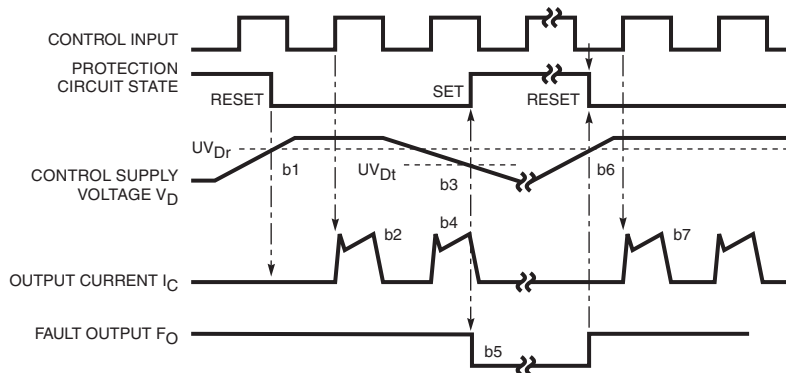 CONTROL INPUT
PROTECTION
CIRCUIT STATE
RESET
SET
RESET
UVDr
b1
UVDt
b3
b6
CONTROL SUPPLY
VOLTAGE VD
b2
b4
b7
OUTPUT CURRENT IC
FAULT OUTPUT FO
b5